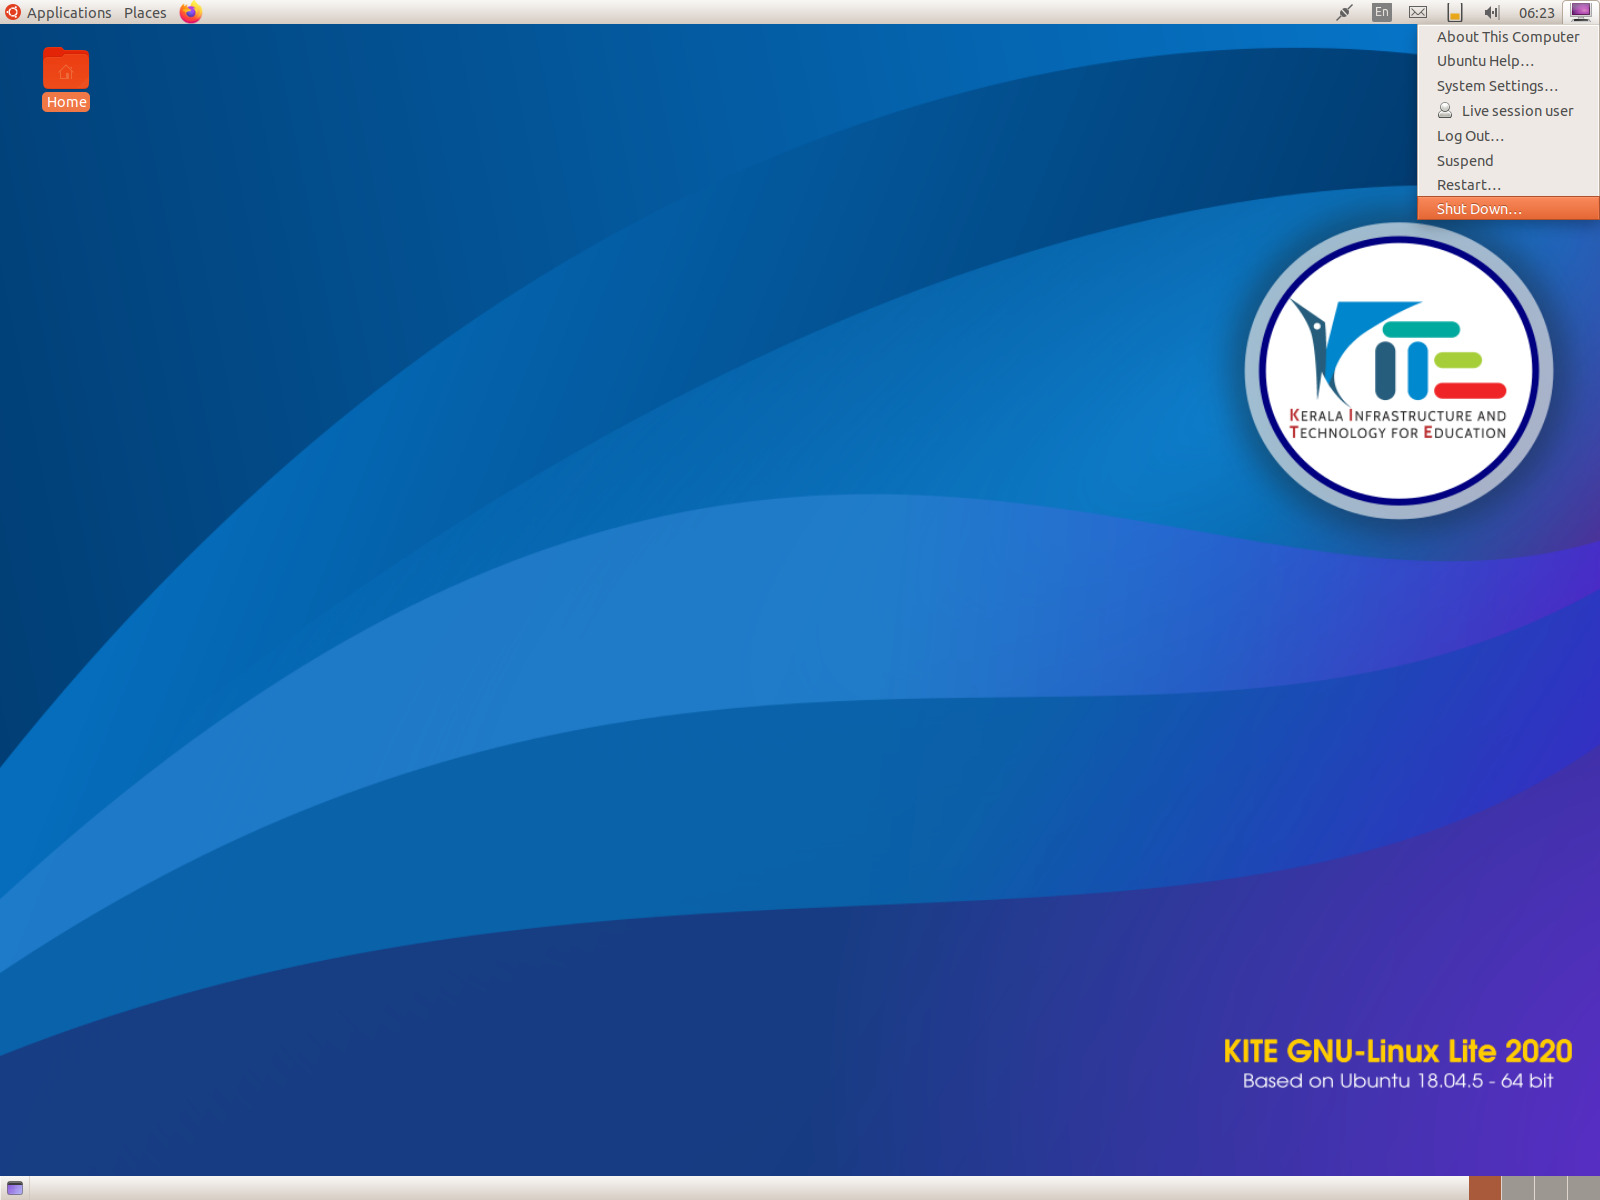 Applications Places En 06:23
About This Computer
Ubuntu Help...
System Settings...
Live session user
Log Out...
Suspend
Restart...
Shut Down...
Home
KITE
KERALA INFRASTRUCTURE AND
TECHNOLOGY FOR EDUCATION
KITE GNU-Linux Lite 2020
Based on Ubuntu 18.04.5 - 64 bit